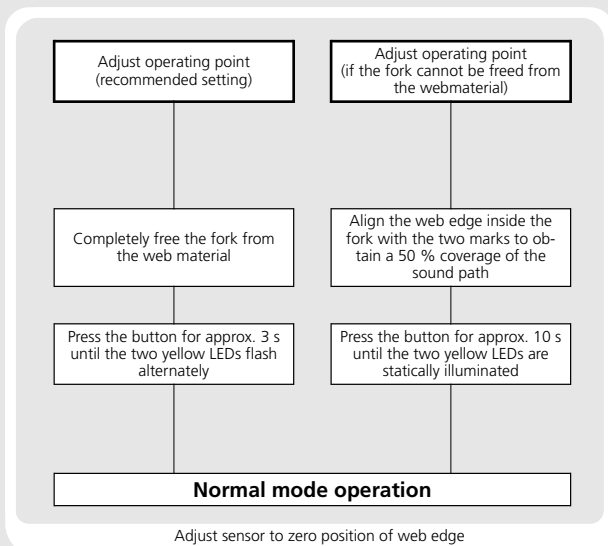 Adjust operating point
(recommended setting)
Adjust operating point
(if the fork cannot be freed from
the webmaterial)
Completely free the fork from
the web material
Align the web edge inside the
fork with the two marks to ob-
tain a 50 % coverage of the
sound path
Press the button for approx. 3 s
until the two yellow LEDs flash
alternately
Press the button for approx. 10 s
until the two yellow LEDs are
statically illuminated
Normal mode operation
Adjust sensor to zero position of web edge